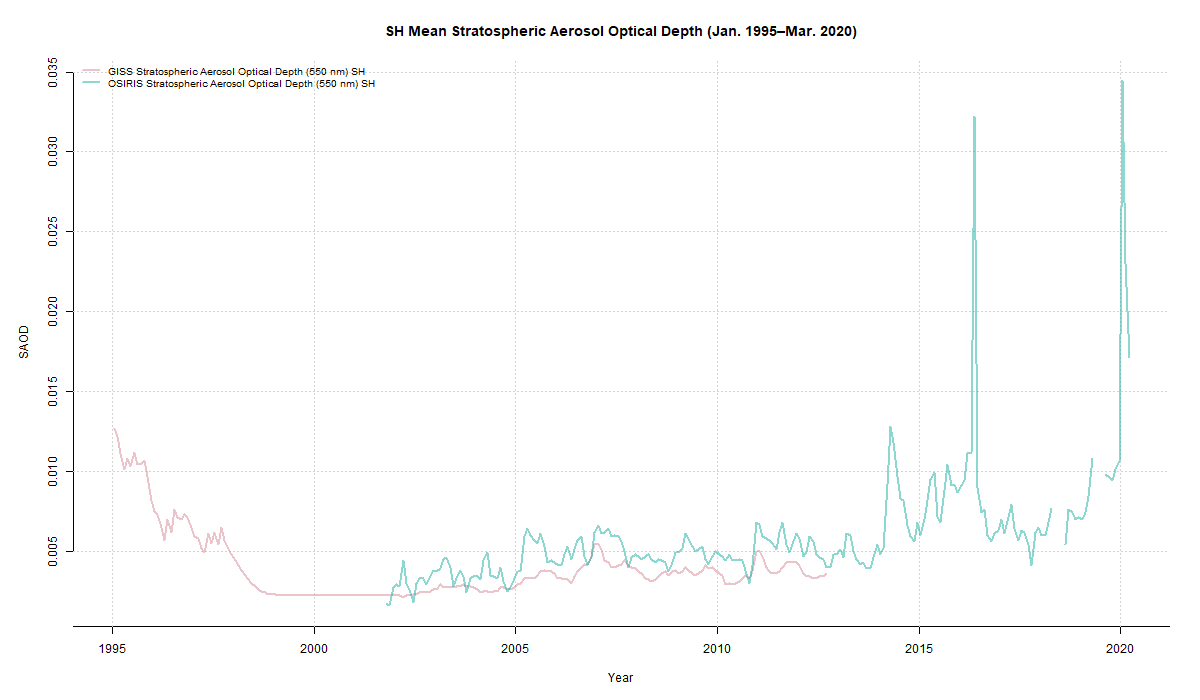 SH Mean Stratospheric Aerosol Optical Depth (Jan. 1995–Mar. 2020)
GISS Stratospheric Aerosol Optical Depth (550 nm) SH
OSIRIS Stratospheric Aerosol Optical Depth (550 nm) SH
0.035
0.030
0.025
0.020
0.015
0.010
0.005
SAOD
1995 2000 2005 2010 2015 2020
Year